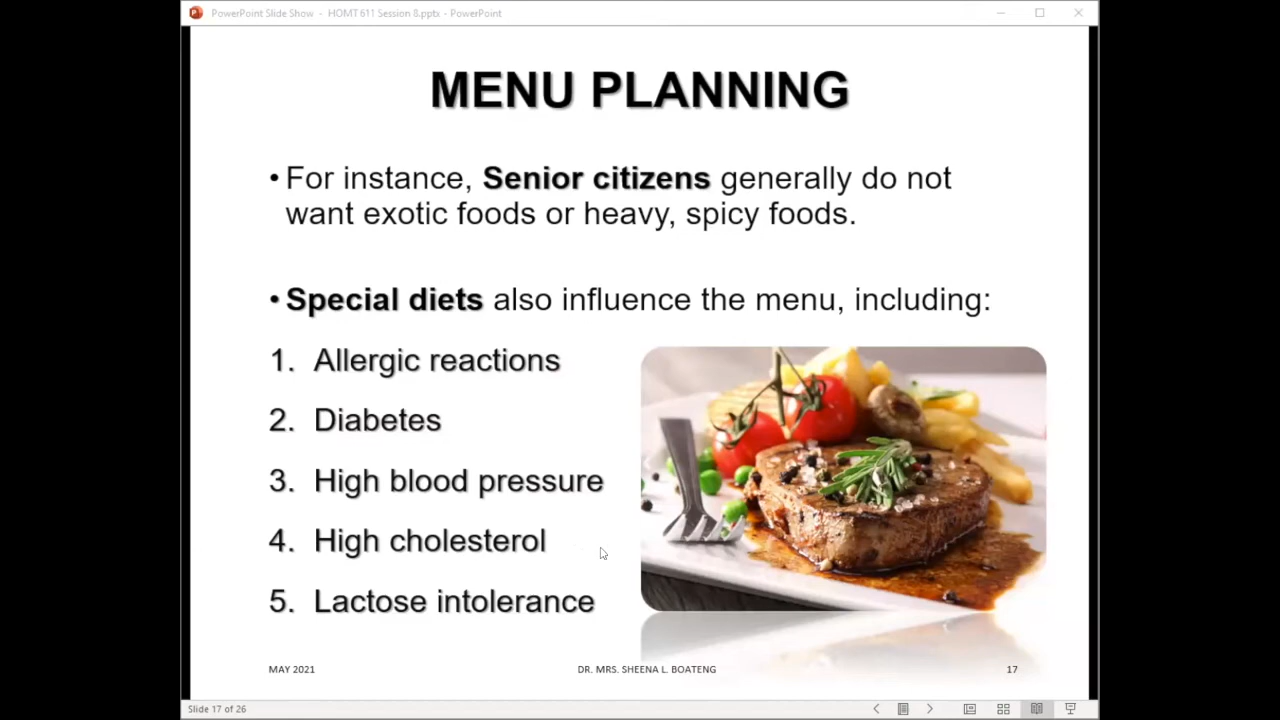 PowerPoint Slide Show - HOMT 611 Session 8.pptx - PowerPoint
MENU PLANNING
• For instance, Senior citizens generally do not
want exotic foods or heavy, spicy foods.
• Special diets also influence the menu, including:
1. Allergic reactions
2. Diabetes
3. High blood pressure
4. High cholesterol
5. Lactose intolerance
MAY 2021 DR. MRS. SHEENA L. BOATENG 17
Slide 17 of 26